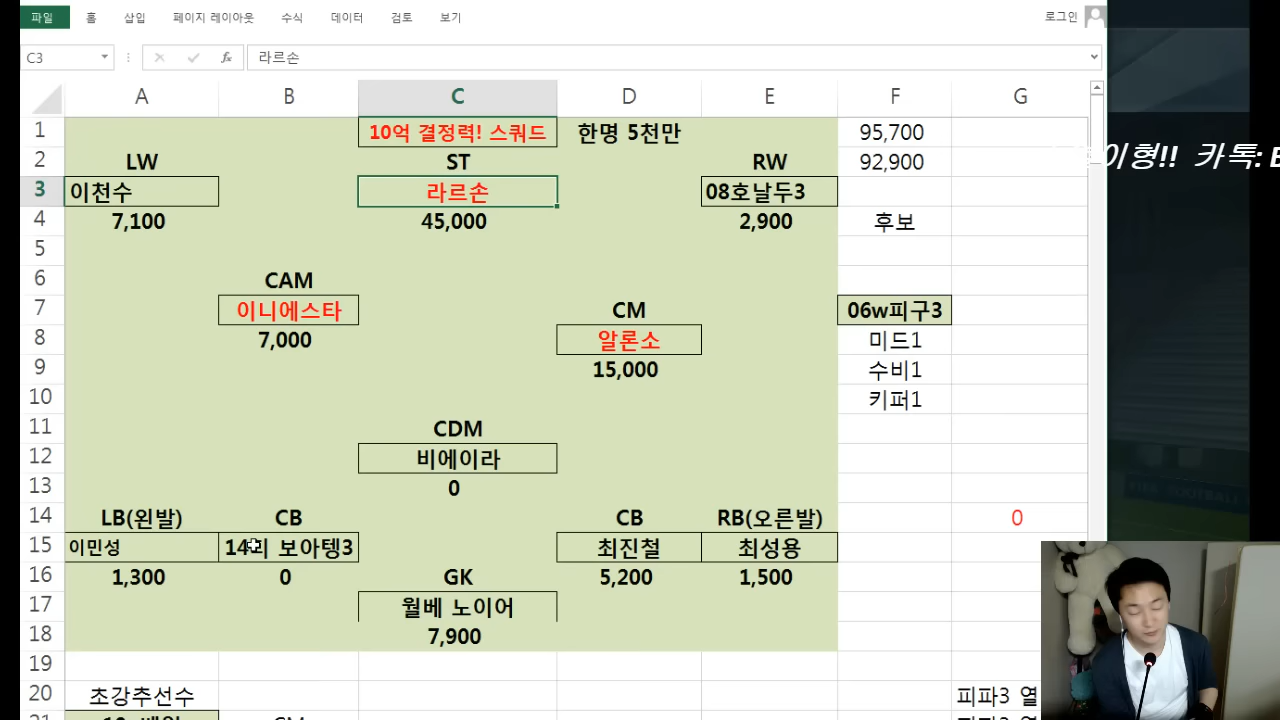 파일 홈 삽입 페이지 레이아웃 수식 데이터 검토 보기 로그인
C3 fx 라르손
A B C D E F G
1 10억 결정력! 스쿼드 한명 5천만 95,700
2 LW ST RW 92,900
이형!! 카톡:
3 이천수 라르손 08호날두3
4 7,100 45,000 2,900 후보
5
6 CAM
7 이니에스타 CM 06w피구3
8 7,000 알론소 미드1
9 15,000 수비1
10 키퍼1
11 CDM
12 비에이라
13 0
14 LB(왼발) CB CB RB(오른발) 0
15 이민성 보아텡3 최진철 최성용
16 1,300 0 GK 5,200 1,500
17 월베 노이어
18 7,900
19
20 초강추선수 피파3 열